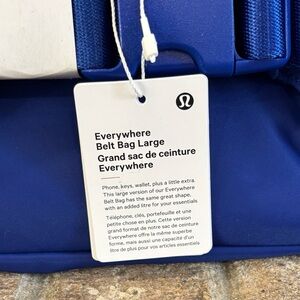 Everywhere
Belt Bag Large
Grand sac de ceinture
Everywhere
Phone, keys, wallet, plus a little extra.
This large version of our Everywhere
Belt Bag has the same great shape,
with an added litre for your essentials
Téléphone, clés, portefeuille et une
petite chose en plus. Cette version
grand format de notre sac de ceinture
Everywhere offre la même superbe
forme, mais aussi une capacité d'un
litre de plus pour vos articles essentiels